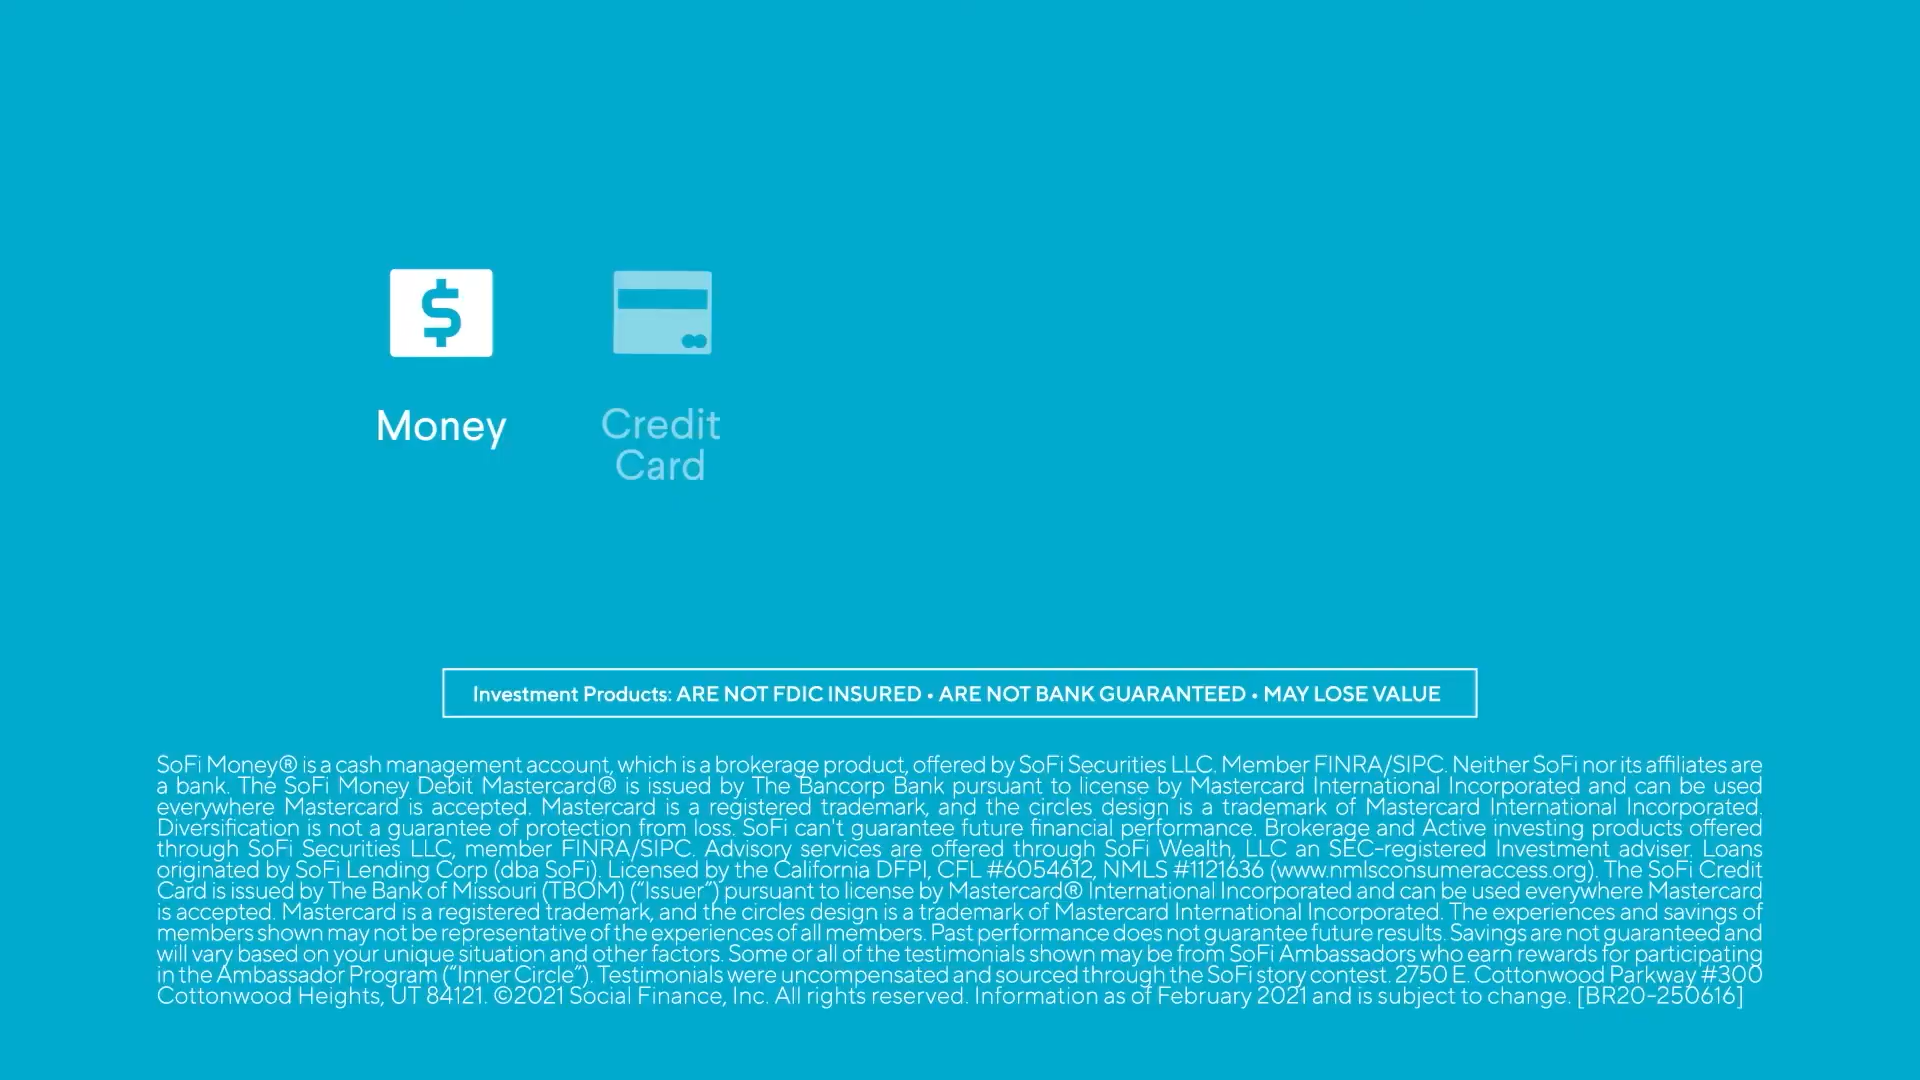 $
Money
Credit
Card
Investment Products: ARE NOT FDIC INSURED • ARE NOT BANK GUARANTEED • MAY LOSE VALUE
SoFi Money® is a cash management account, which is a brokerage product, offered by SoFi Securities LLC. Member FINRA/SIPC. Neither SoFi nor its affiliates are
a bank. The SoFi Money Debit Mastercard® is issued by The Bancorp Bank pursuant to license by Mastercard International Incorporated and can be used
everywhere Mastercard is accepted. Mastercard is a registered trademark, and the circles design is a trademark of Mastercard International Incorporated.
Diversification is not a guarantee of protection from loss. SoFi can't guarantee future financial performance. Brokerage and Active investing products offered
through SoFi Securities LLC, member FINRA/SIPC. Advisory services are offered through SoFi Wealth, LLC an SEC-registered Investment adviser. Loans
originated by SoFi Lending Corp (dba SoFi). Licensed by the California DFPI, CFL #6054612, NMLS #1121636 (www.nmlsconsumeraccess.org). The SoFi Credit
Card is issued by The Bank of Missouri (TBOM) (“Issuer”) pursuant to license by Mastercard® International Incorporated and can be used everywhere Mastercard
is accepted. Mastercard is a registered trademark, and the circles design is a trademark of Mastercard International Incorporated. The experiences and savings of
members shown may not be representative of the experiences of all members. Past performance does not guarantee future results. Savings are not guaranteed and
will vary based on your unique situation and other factors. Some or all of the testimonials shown may be from SoFi Ambassadors who earn rewards for participating
in the Ambassador Program (“Inner Circle”). Testimonials were uncompensated and sourced through the SoFi story contest. 2750 E. Cottonwood Parkway #300
Cottonwood Heights, UT 84121. ©2021 Social Finance, Inc. All rights reserved. Information as of February 2021 and is subject to change. [BR20-250616]